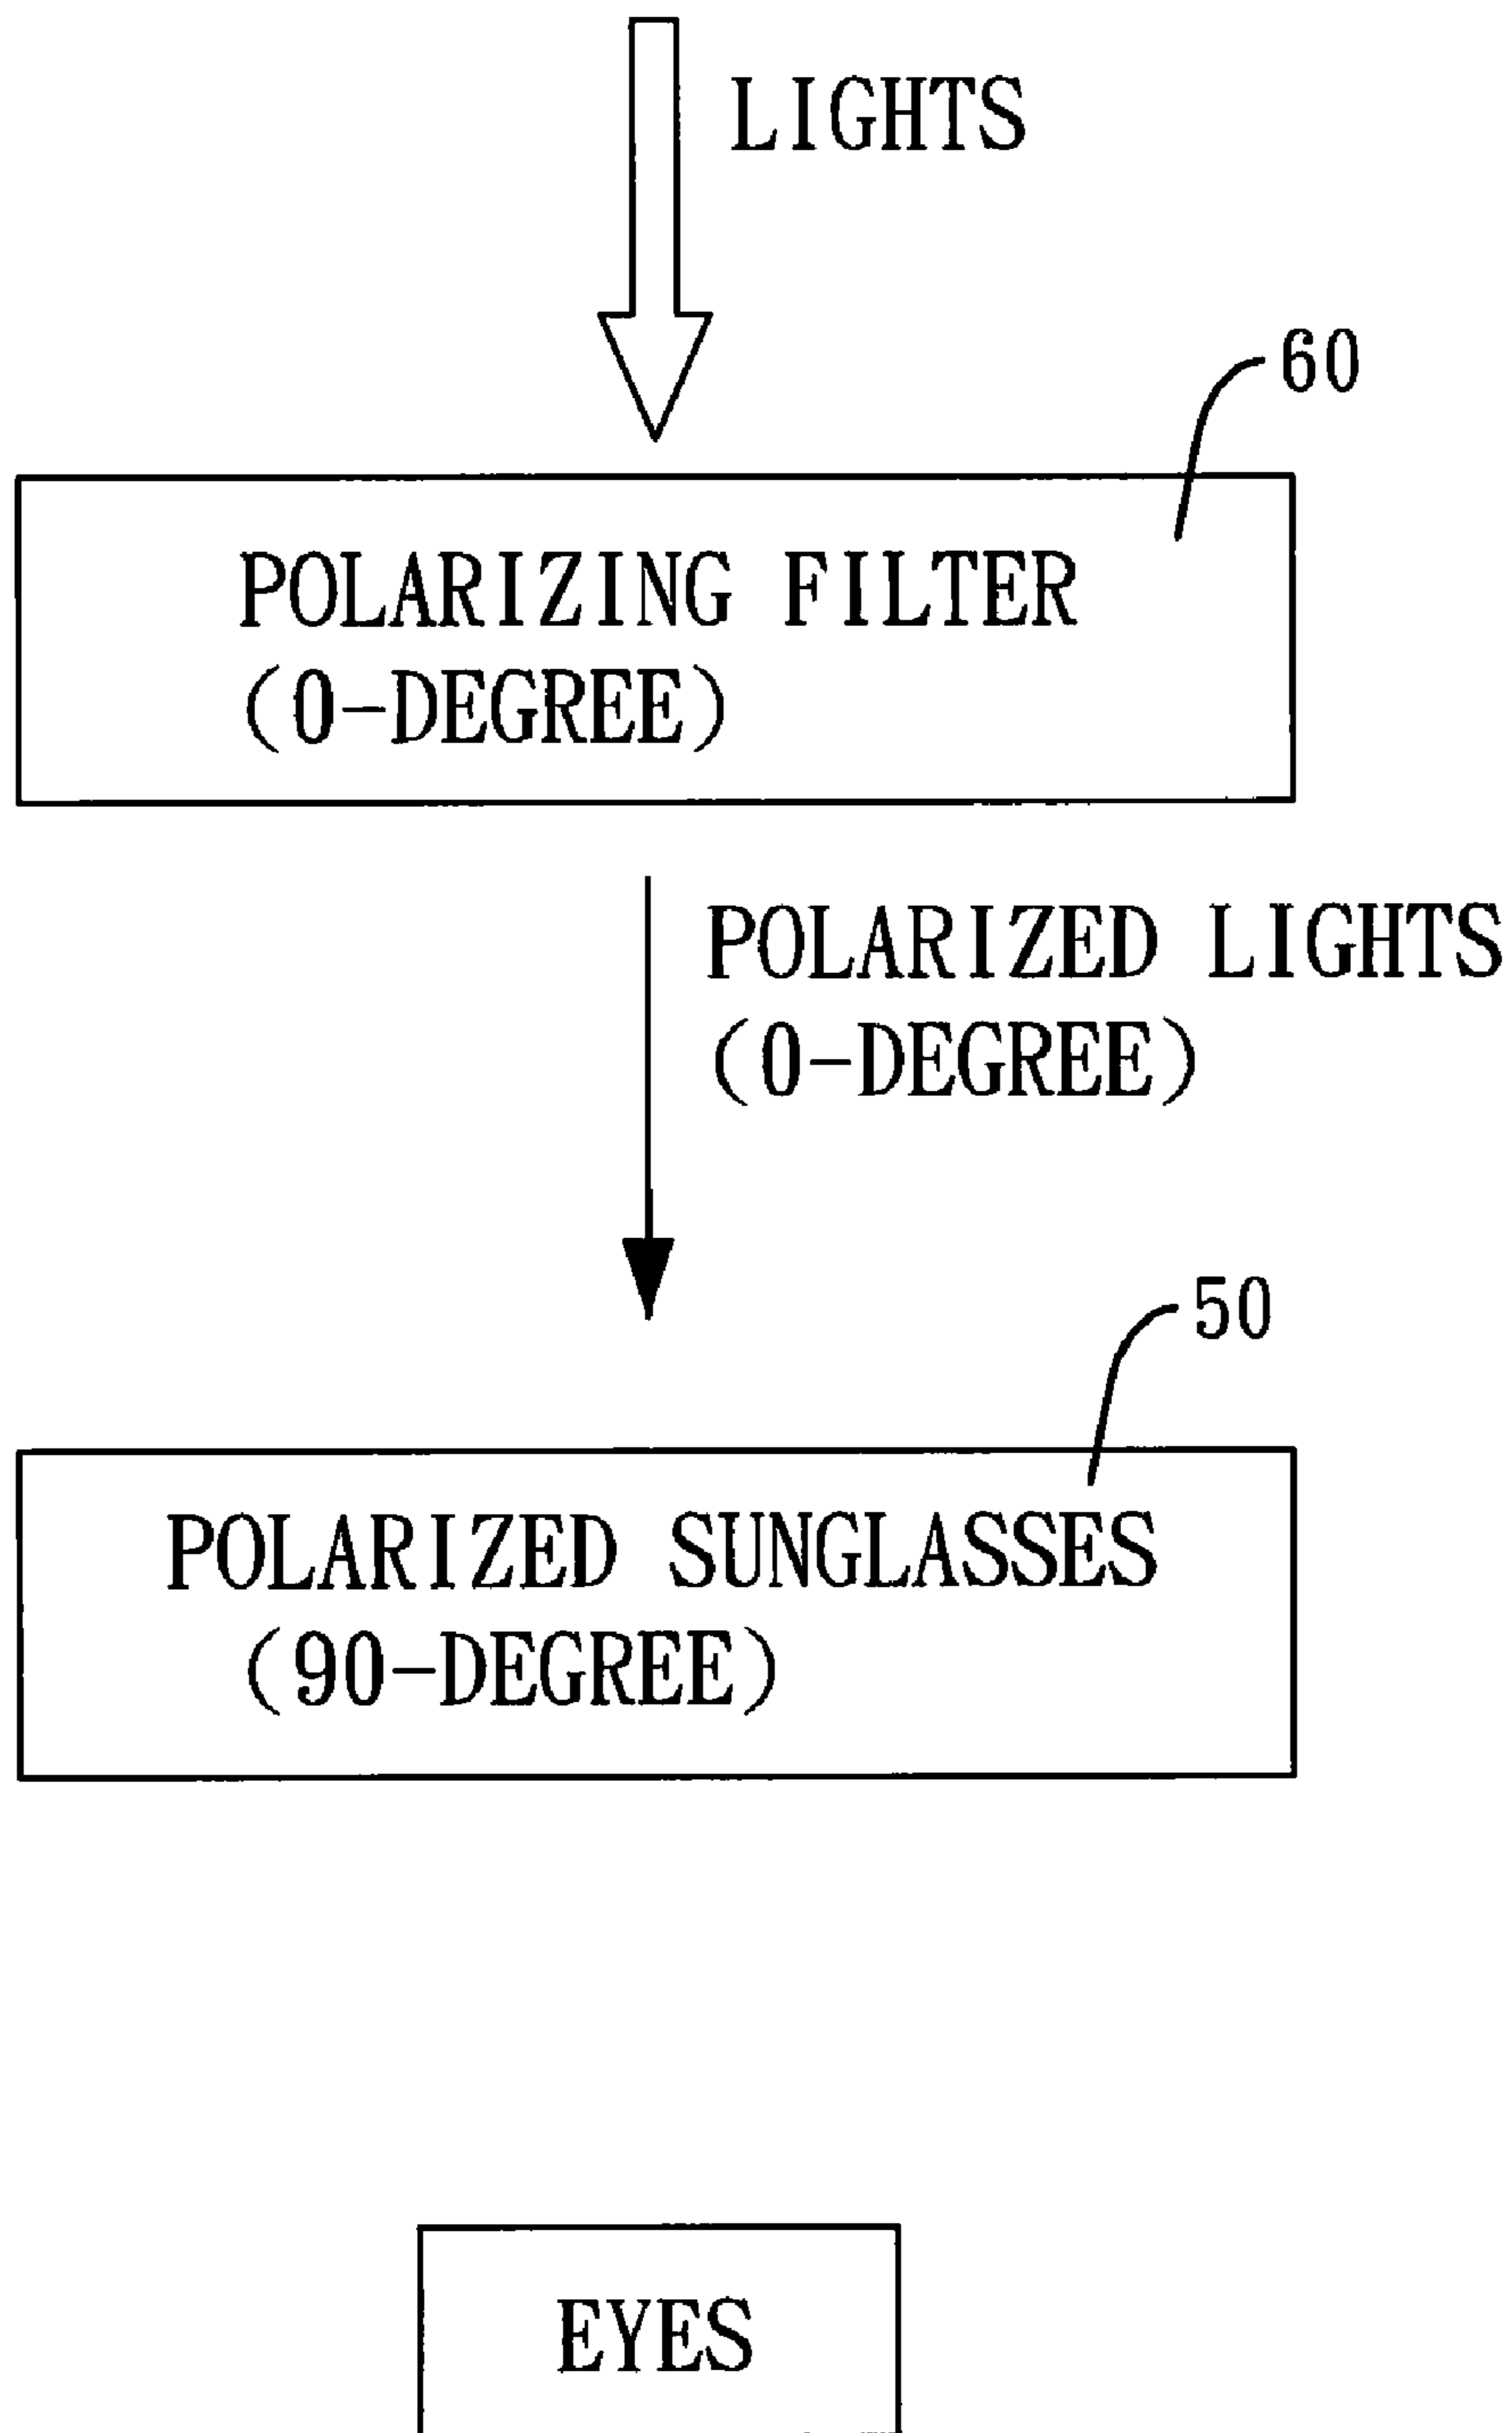 LIGHTS
60
POLARIZING FILTER
(0-DEGREE)
POLARIZED LIGHTS
(0-DEGREE)
50
POLARIZED SUNGLASSES
(90-DEGREE)
EYES